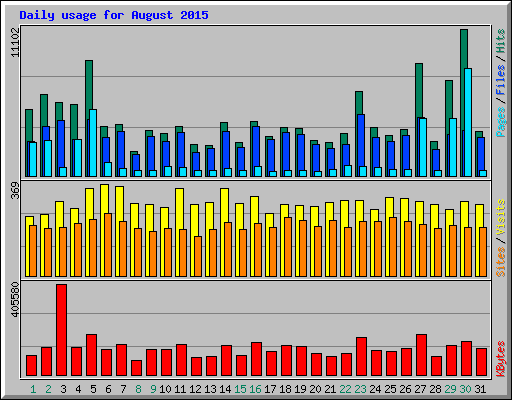 Daily usage for August 2015
11102
Pages / Files / Hits
369
Sites / Visits
405580
KBytes
1 2 3 4 5 6 7 8 9 10 11 12 13 14 15 16 17 18 19 20 21 22 23 24 25 26 27 28 29 30 31